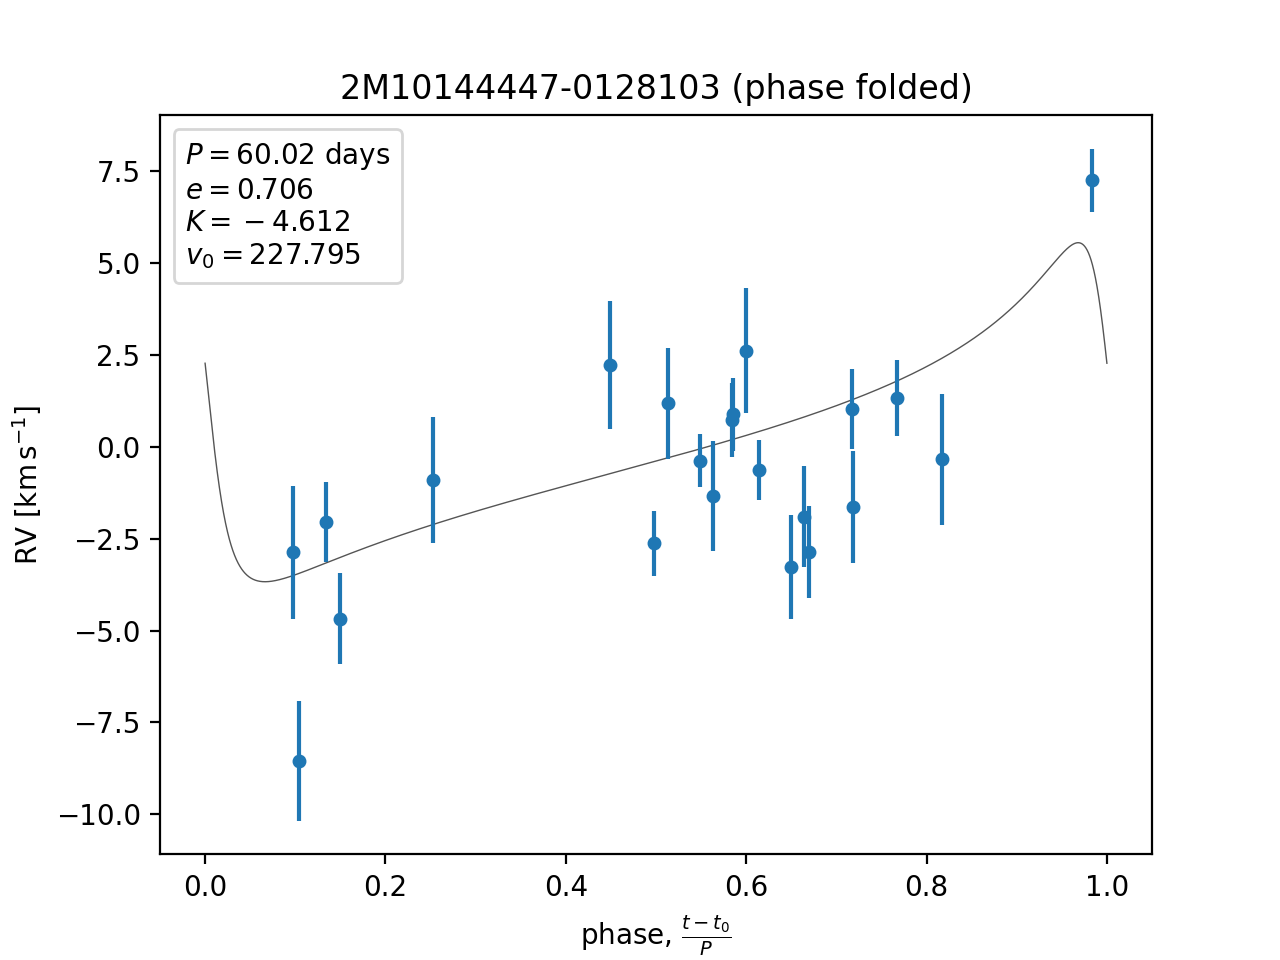 2M10144447-0128103 (phase folded)
P = 60.02 days
e = 0.706
K = −4.612
v₀ = 227.795
7.5
5.0
2.5
0.0
−2.5
−5.0
−7.5
−10.0
RV [km s⁻¹]
0.0 0.2 0.4 0.6 0.8 1.0
phase, (t − t₀)/P